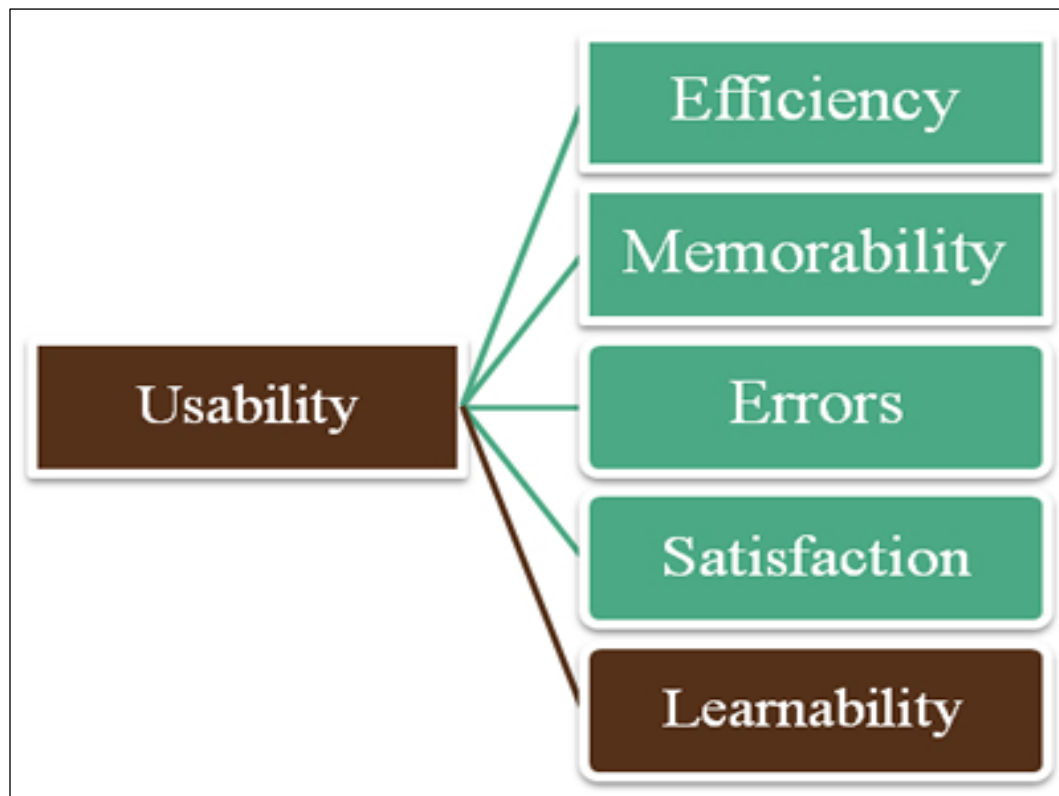 Efficiency
Memorability
Usability
Errors
Satisfaction
Learnability